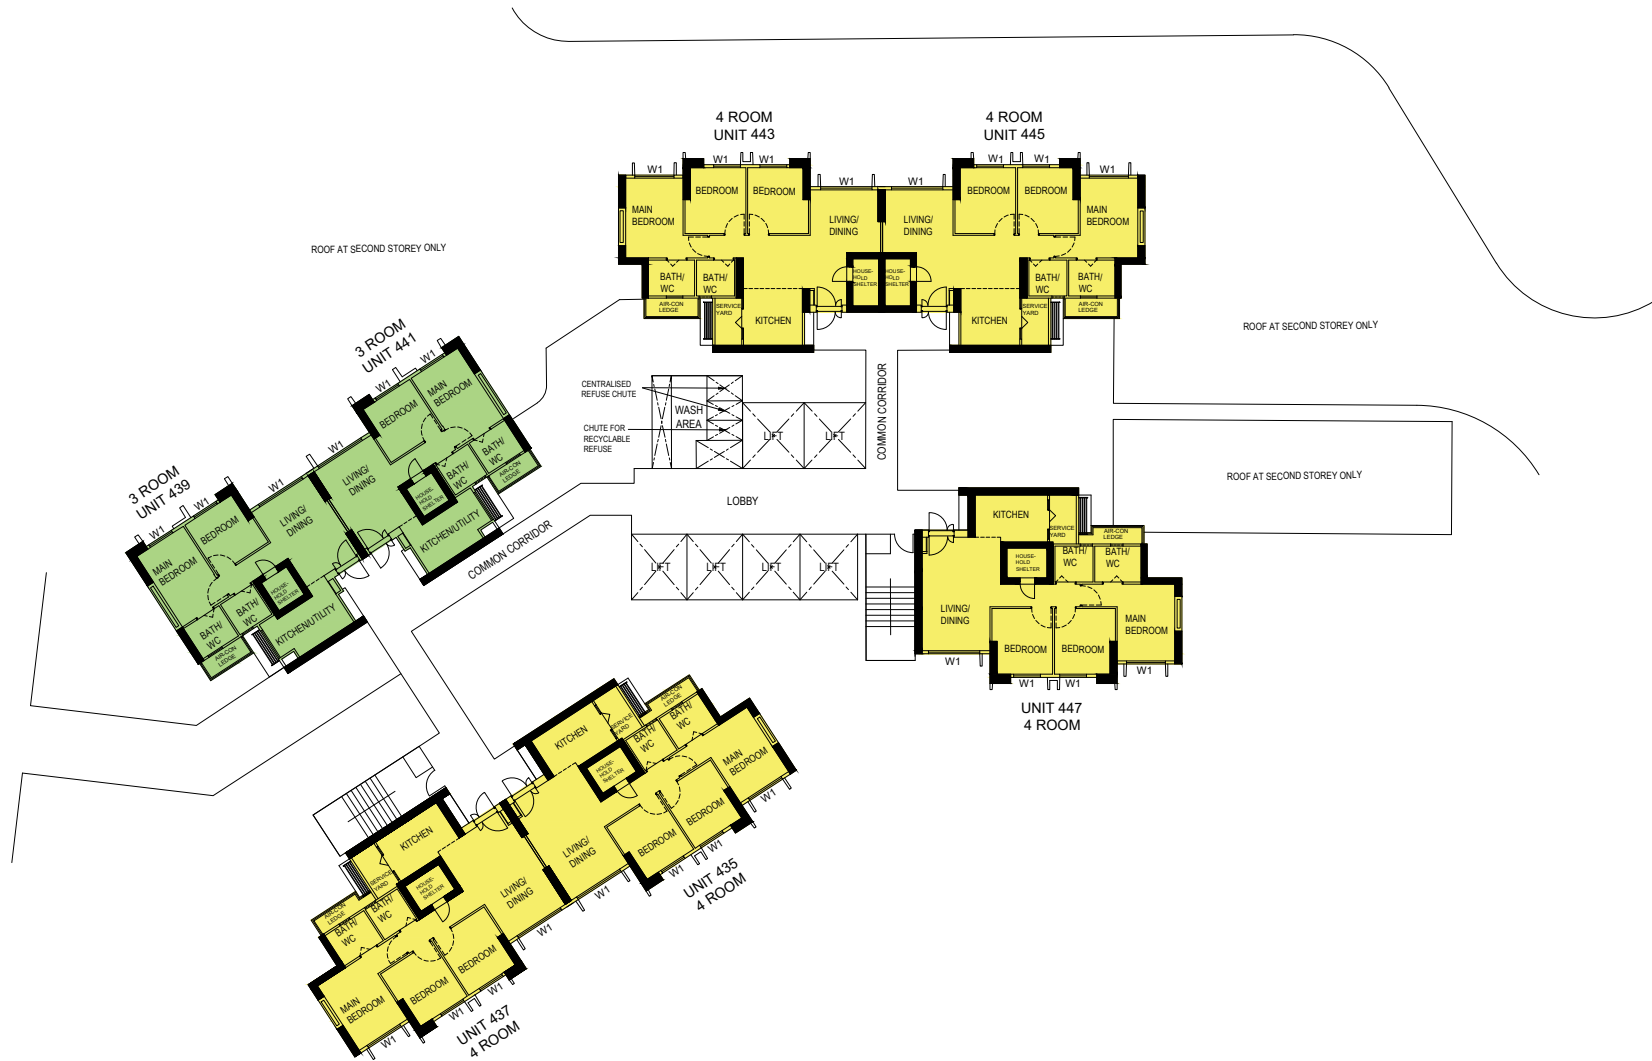 4 ROOM
UNIT 443
4 ROOM
UNIT 445
W1
W1
W1
W1
W1
W1
W1
W1
BEDROOM
BEDROOM
MAIN
BEDROOM
LIVING/
DINING
LIVING/
DINING
BEDROOM
BEDROOM
MAIN
BEDROOM
BATH/
WC
BATH/
WC
HOUSE-
HOLD
SHELTER
HOUSE-
HOLD
SHELTER
BATH/
WC
BATH/
WC
AIR-CON
LEDGE
SERVICE
YARD
KITCHEN
KITCHEN
SERVICE
YARD
AIR-CON
LEDGE
ROOF AT SECOND STOREY ONLY
ROOF AT SECOND STOREY ONLY
ROOF AT SECOND STOREY ONLY
3 ROOM
UNIT 441
W1
W1
W1
MAIN
BEDROOM
BEDROOM
LIVING/
DINING
BATH/
WC
BATH/
WC
AIR-CON
LEDGE
HOUSE-
HOLD
SHELTER
KITCHEN/UTILITY
3 ROOM
UNIT 439
W1
W1
W1
BEDROOM
LIVING/
DINING
MAIN
BEDROOM
HOUSE-
HOLD
SHELTER
BATH/
WC
BATH/
WC
AIR-CON
LEDGE
KITCHEN/UTILITY
CENTRALISED
REFUSE CHUTE
CHUTE FOR
RECYCLABLE
REFUSE
WASH
AREA
LIFT
LIFT
COMMON CORRIDOR
LOBBY
COMMON CORRIDOR
LIFT
LIFT
LIFT
LIFT
KITCHEN
SERVICE
YARD
AIR-CON
LEDGE
HOUSE-
HOLD
SHELTER
BATH/
WC
BATH/
WC
LIVING/
DINING
BEDROOM
BEDROOM
MAIN
BEDROOM
W1
W1
W1
W1
UNIT 447
4 ROOM
KITCHEN
SERVICE
YARD
AIR-CON
LEDGE
BATH/
WC
BATH/
WC
HOUSE-
HOLD
SHELTER
MAIN
BEDROOM
BEDROOM
BEDROOM
LIVING/
DINING
W1
W1
W1
W1
UNIT 435
4 ROOM
KITCHEN
SERVICE
YARD
HOUSE-
HOLD
SHELTER
AIR-CON
LEDGE
BATH/
WC
BATH/
WC
LIVING/
DINING
BEDROOM
BEDROOM
MAIN
BEDROOM
W1
W1
W1
W1
UNIT 437
4 ROOM